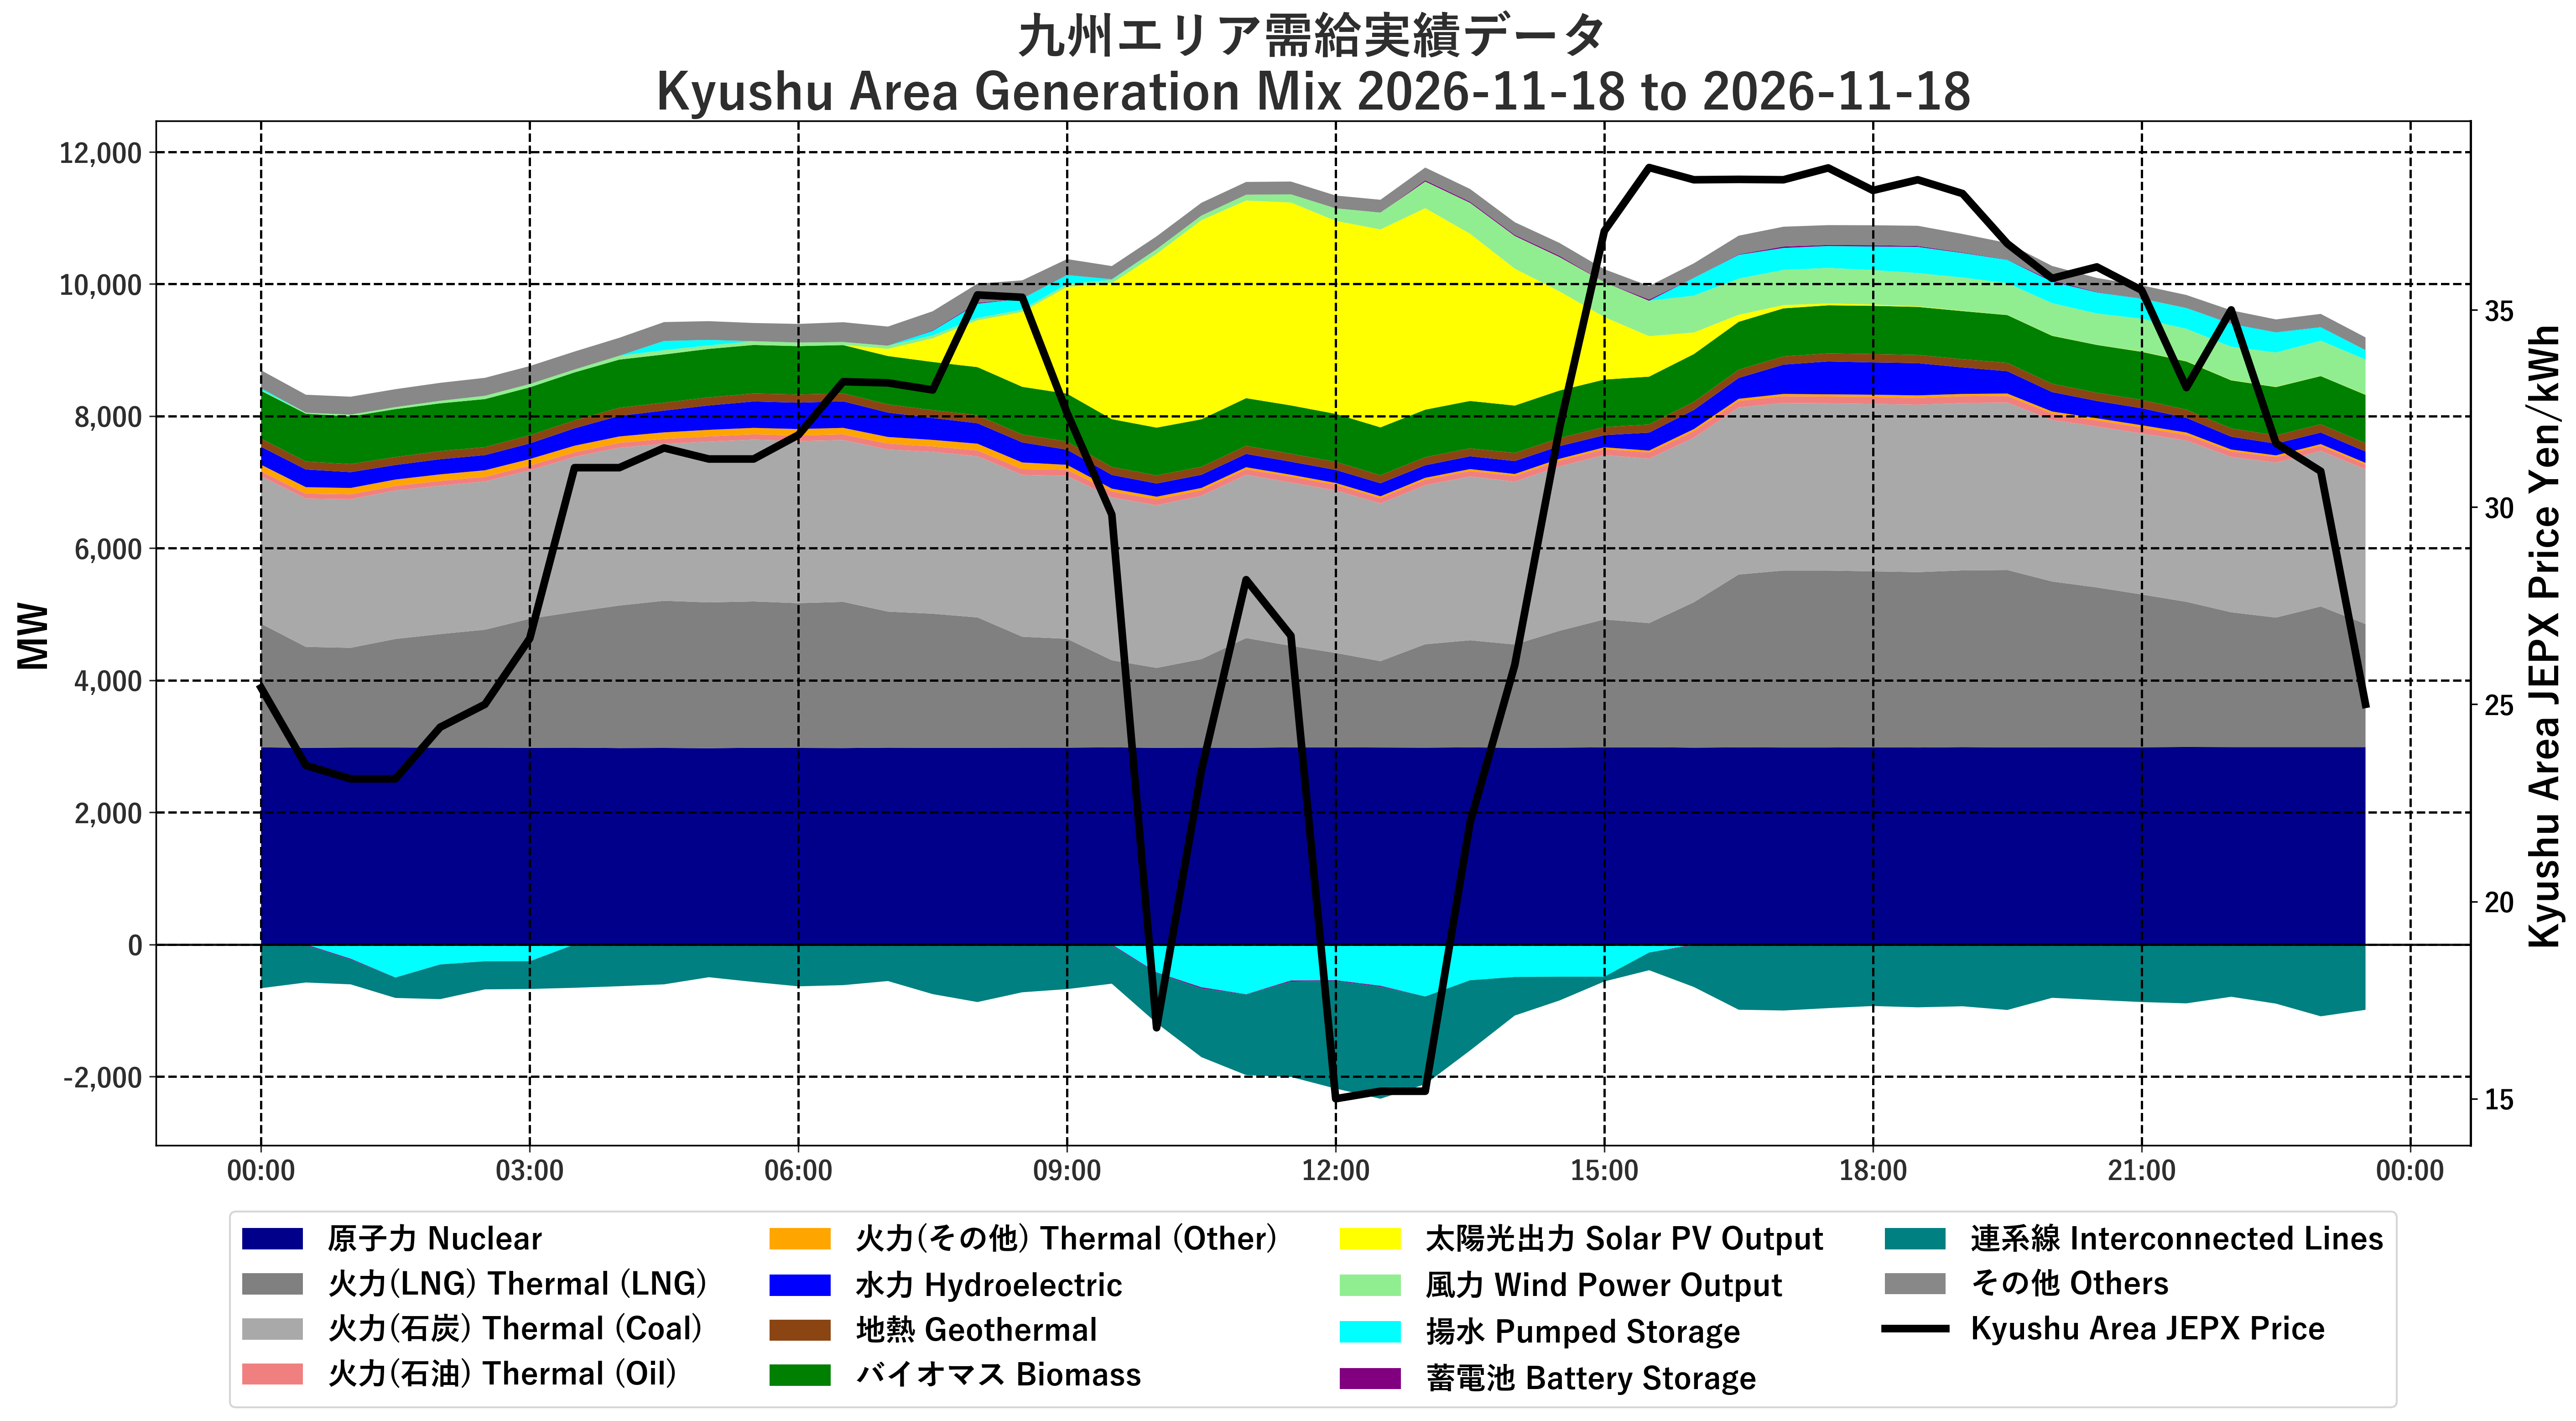 九州エリア需給実績データ
Kyushu Area Generation Mix 2026-11-18 to 2026-11-18
MW
12,000
10,000
8,000
6,000
4,000
2,000
0
-2,000
35
30
25
20
15
Kyushu Area JEPX Price Yen/kWh
00:00 03:00 06:00 09:00 12:00 15:00 18:00 21:00 00:00
原子力 Nuclear
火力(LNG) Thermal (LNG)
火力(石炭) Thermal (Coal)
火力(石油) Thermal (Oil)
火力(その他) Thermal (Other)
水力 Hydroelectric
地熱 Geothermal
バイオマス Biomass
太陽光出力 Solar PV Output
風力 Wind Power Output
揚水 Pumped Storage
蓄電池 Battery Storage
連系線 Interconnected Lines
その他 Others
Kyushu Area JEPX Price